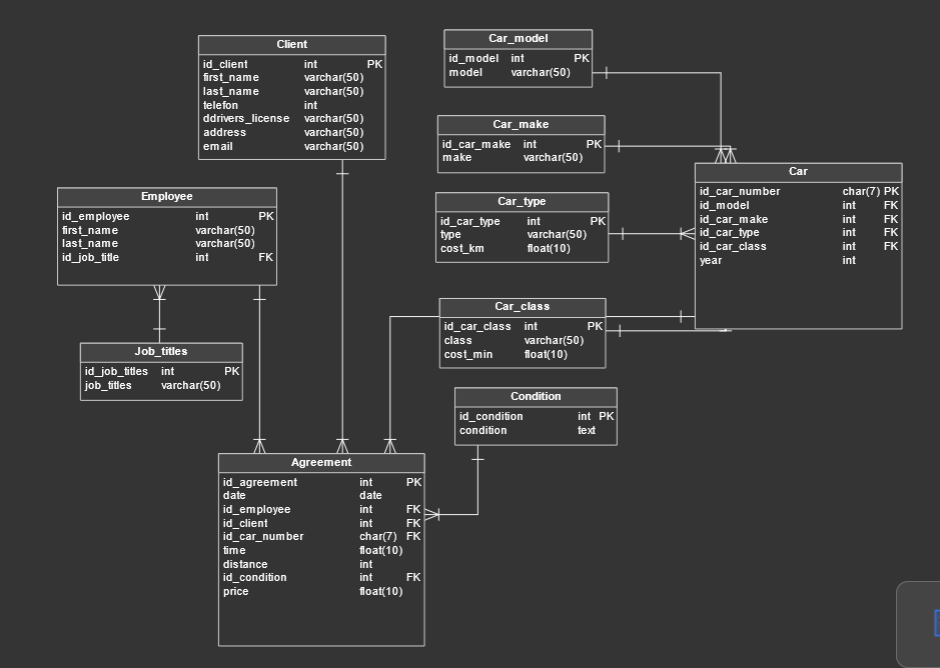 Client
id_client int PK
first_name varchar(50)
last_name varchar(50)
telefon int
ddrivers_license varchar(50)
address varchar(50)
email varchar(50)
Car_model
id_model int PK
model varchar(50)
Car_make
id_car_make int PK
make varchar(50)
Car
id_car_number char(7) PK
id_model int FK
id_car_make int FK
id_car_type int FK
id_car_class int FK
year int
Employee
id_employee int PK
first_name varchar(50)
last_name varchar(50)
id_job_title int FK
Car_type
id_car_type int PK
type varchar(50)
cost_km float(10)
Car_class
id_car_class int PK
class varchar(50)
cost_min float(10)
Job_titles
id_job_titles int PK
job_titles varchar(50)
Condition
id_condition int PK
condition text
Agreement
id_agreement int PK
date date
id_employee int FK
id_client int FK
id_car_number char(7) FK
time float(10)
distance int
id_condition int FK
price float(10)